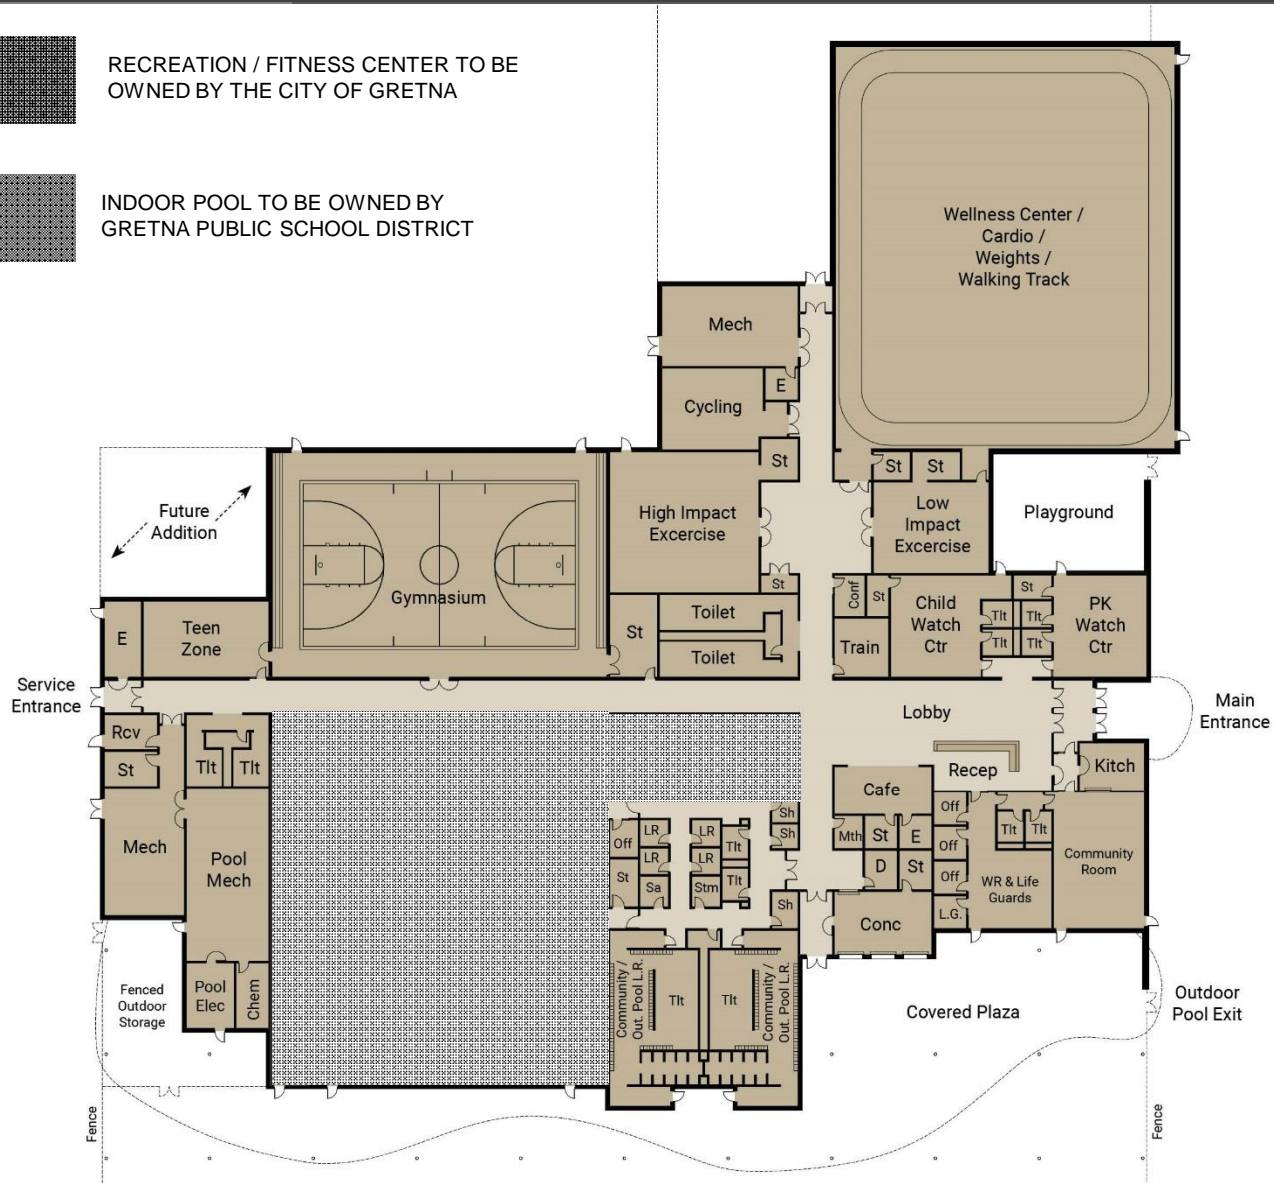 RECREATION / FITNESS CENTER TO BE
OWNED BY THE CITY OF GRETNA
INDOOR POOL TO BE OWNED BY
GRETNA PUBLIC SCHOOL DISTRICT
Wellness Center /
Cardio /
Weights /
Walking Track
Mech
E
Cycling
St
St
St
Future
Addition
High Impact
Excercise
Low
Impact
Excercise
Playground
Gymnasium
St
Conf
St
St
E
Teen
Zone
St
Toilet
Toilet
Train
Child
Watch
Ctr
Tlt
Tlt
Tlt
Tlt
PK
Watch
Ctr
Service
Entrance
Lobby
Main
Entrance
Rcv
St
Tlt
Tlt
Recep
Kitch
Cafe
Off
Sh
Sh
Mech
Pool
Mech
Off
LR
LR
LR
LR
Tlt
Mth
St
E
Off
Tlt
Tlt
Community
Room
St
Sa
Stm
Tlt
D
St
Off
WR & Life
Guards
Sh
Conc
L.G.
Fenced
Outdoor
Storage
Pool
Elec
Chem
Community /
Out. Pool L.R.
Tlt
Tlt
Community /
Out. Pool L.R.
Covered Plaza
Outdoor
Pool Exit
Fence
Fence